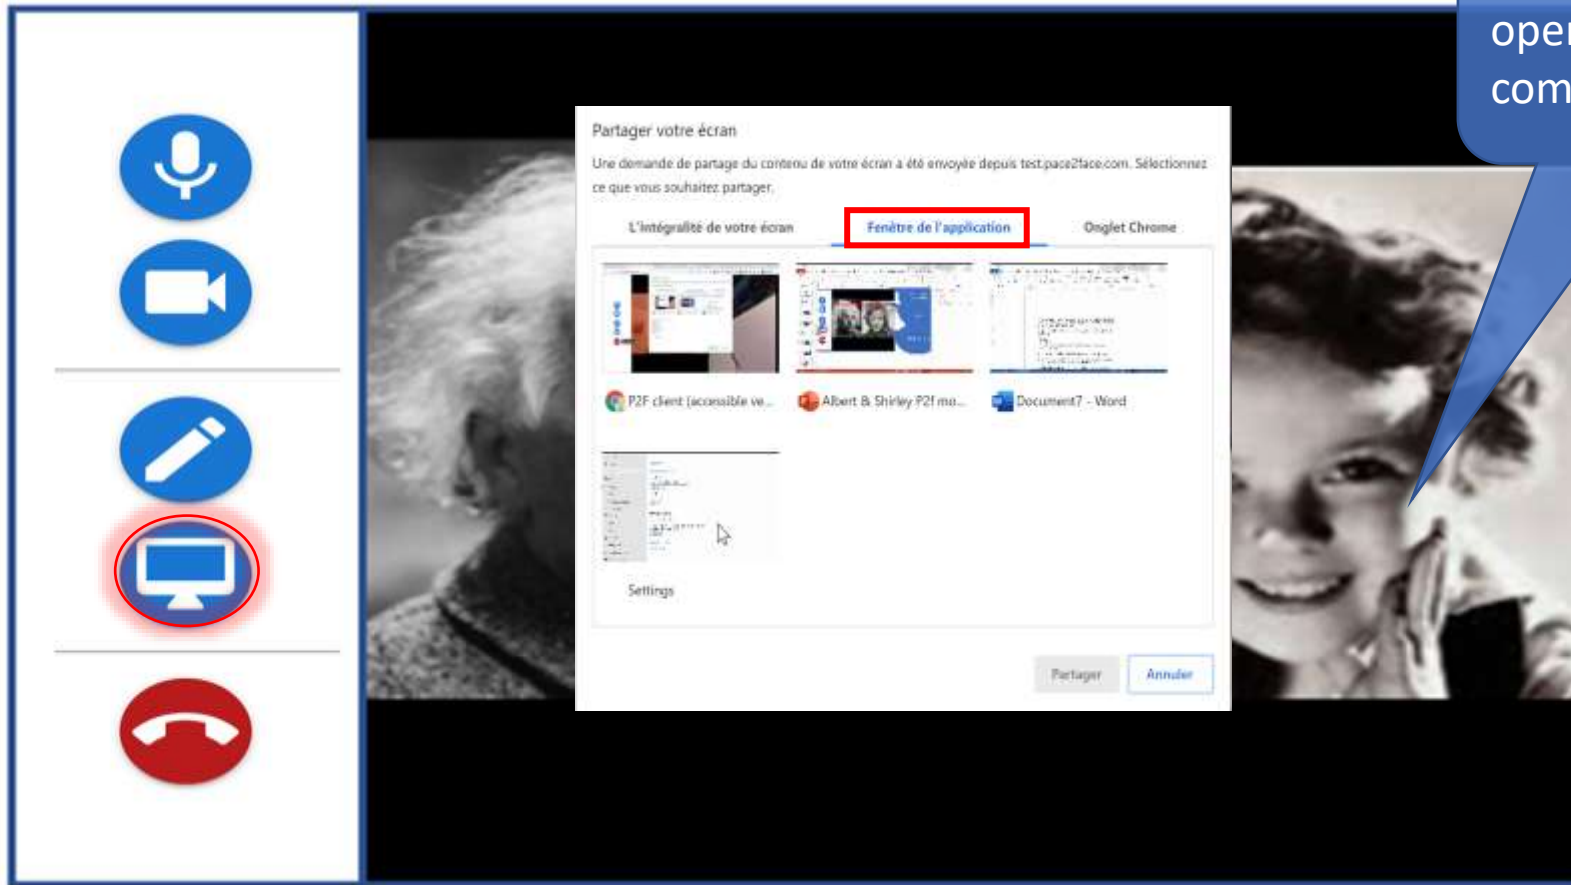 oper
com
Partager votre écran
Une demande de partage du contenu de votre écran a été envoyée depuis test.pace2face.com. Sélectionnez
ce que vous souhaitez partager.
L'intégralité de votre écran Fenêtre de l'application Onglet Chrome
P2F client (accessible ve... Albert & Shirley P2f mo... Document7 - Word
Settings
Partager Annuler